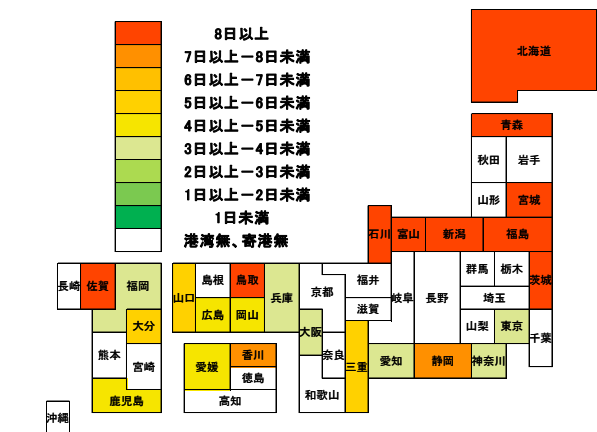 8日以上
7日以上－8日未満
6日以上－7日未満
5日以上－6日未満
4日以上－5日未満
3日以上－4日未満
2日以上－3日未満
1日以上－2日未満
1日未満
港湾無、寄港無
北海道
青森
秋田
岩手
山形
宮城
石川
富山
新潟
福島
長崎
佐賀
福岡
山口
島根
鳥取
兵庫
京都
福井
岐阜
長野
群馬
栃木
茨城
広島
岡山
滋賀
埼玉
大分
大阪
山梨
東京
千葉
熊本
宮崎
愛媛
香川
奈良
三重
愛知
静岡
神奈川
徳島
鹿児島
高知
和歌山
沖縄